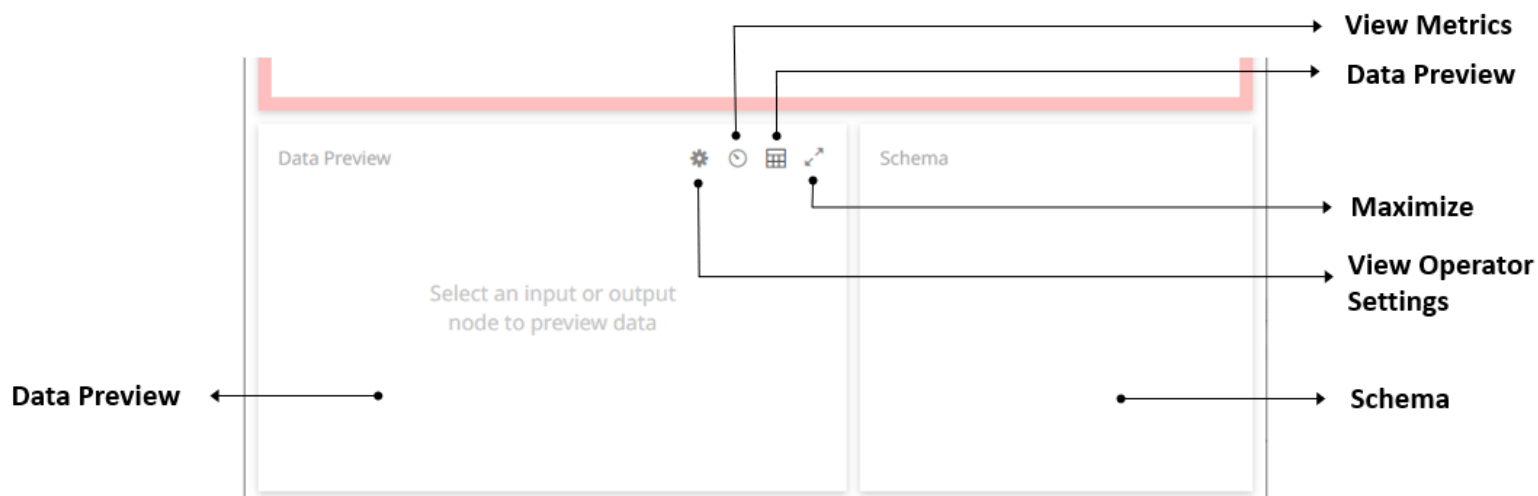 View Metrics
Data Preview
Data Preview
Schema
Maximize
View Operator
Settings
Select an input or output
node to preview data
Data Preview
Schema